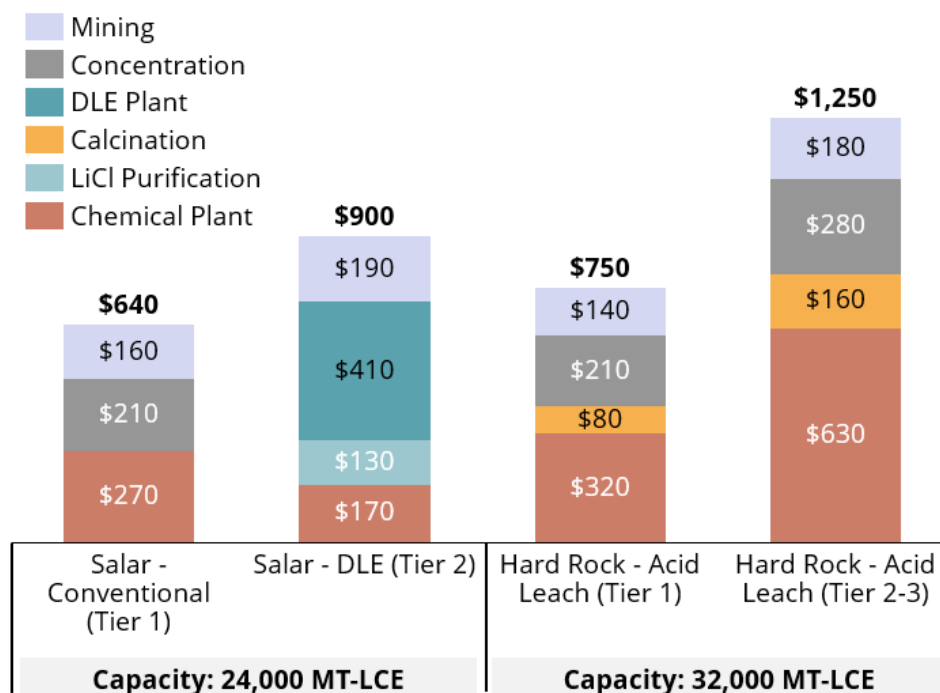 Mining
Concentration
DLE Plant
Calcination
LiCl Purification
Chemical Plant
$640
$160
$210
$270
$900
$190
$410
$130
$170
$750
$140
$210
$80
$320
$1,250
$180
$280
$160
$630
Salar -
Conventional
(Tier 1)
Salar - DLE (Tier 2)
Hard Rock - Acid
Leach (Tier 1)
Hard Rock - Acid
Leach (Tier 2-3)
Capacity: 24,000 MT-LCE
Capacity: 32,000 MT-LCE